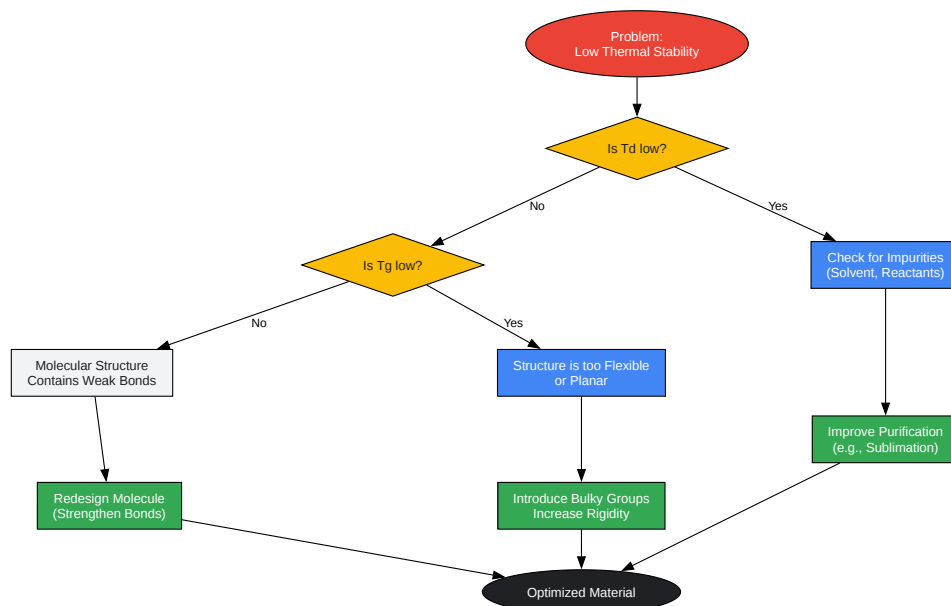 Problem:
Low Thermal Stability
Is Td low?
No
Yes
Is Tg low?
Check for Impurities
(Solvent, Reactants)
No
Yes
Molecular Structure
Contains Weak Bonds
Structure is too Flexible
or Planar
Improve Purification
(e.g., Sublimation)
Redesign Molecule
(Strengthen Bonds)
Introduce Bulky Groups
Increase Rigidity
Optimized Material